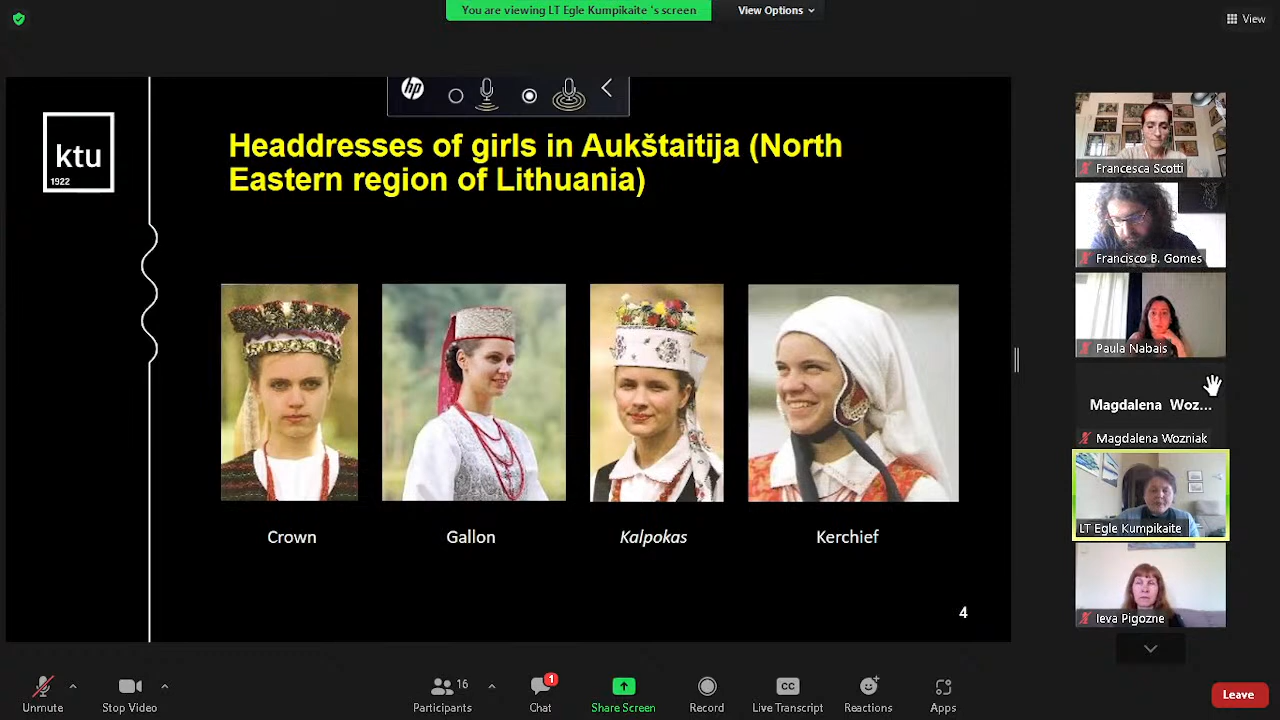 You are viewing LT Egle Kumpikaite 's screen
View Options
View
hp
ktu
1922
Headdresses of girls in Aukštaitija (North
Eastern region of Lithuania)
Crown
Gallon
Kalpokas
Kerchief
4
Francesca Scotti
Francisco B. Gomes
Paula Nabais
Magdalena Woz...
Magdalena Wozniak
LT Egle Kumpikaite
Ieva Pigozne
Unmute
Stop Video
16
Participants
1
Chat
Share Screen
Record
CC
Live Transcript
Reactions
Apps
Leave